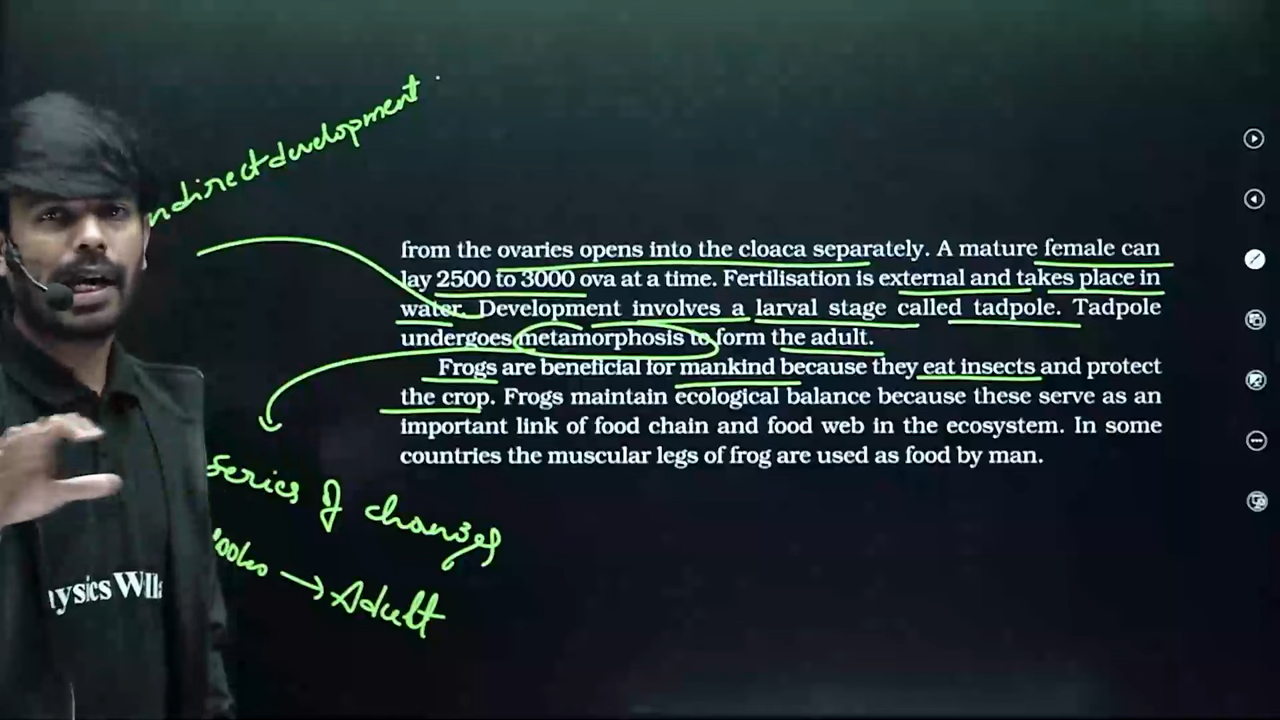 ndirect development
from the ovaries opens into the cloaca separately. A mature female can
lay 2500 to 3000 ova at a time. Fertilisation is external and takes place in
water. Development involves a larval stage called tadpole. Tadpole
undergoes metamorphosis to form the adult.
Frogs are beneficial for mankind because they eat insects and protect
the crop. Frogs maintain ecological balance because these serve as an
important link of food chain and food web in the ecosystem. In some
countries the muscular legs of frog are used as food by man.
Series of changes
→ Adult
ysics Wall